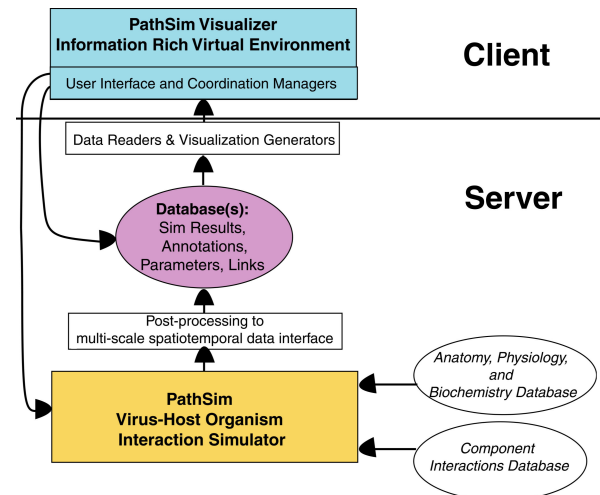 PathSim Visualizer
Information Rich Virtual Environment
User Interface and Coordination Managers
Client
Data Readers & Visualization Generators
Server
Database(s):
Sim Results,
Annotations,
Parameters, Links
Post-processing to
multi-scale spatiotemporal data interface
Anatomy, Physiology,
and
Biochemistry Database
PathSim
Virus-Host Organism
Interaction Simulator
Component
Interactions Database